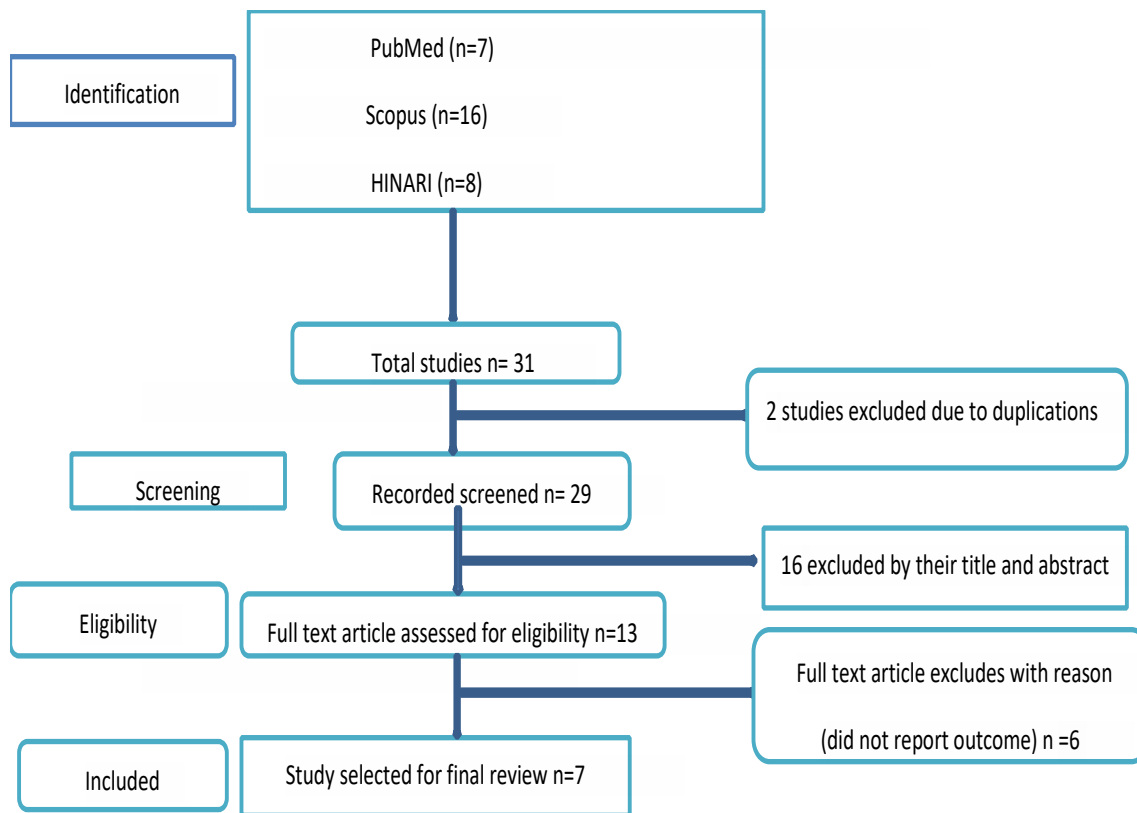 PubMed (n=7)
Identification
Scopus (n=16)
HINARI (n=8)
Total studies n= 31
2 studies excluded due to duplications
Screening
Recorded screened n= 29
16 excluded by their title and abstract
Eligibility
Full text article assessed for eligibility n=13
Full text article excludes with reason
(did not report outcome) n =6
Included
Study selected for final review n=7